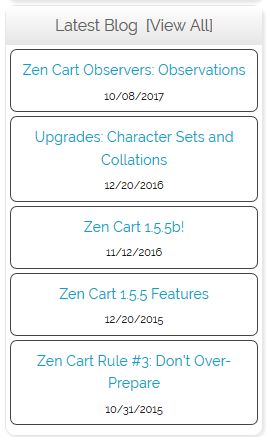 Latest Blog [View All]
Zen Cart Observers: Observations
10/08/2017
Upgrades: Character Sets and
Collations
12/20/2016
Zen Cart 1.5.5b!
11/12/2016
Zen Cart 1.5.5 Features
12/20/2015
Zen Cart Rule #3: Don't Over-
Prepare
10/31/2015